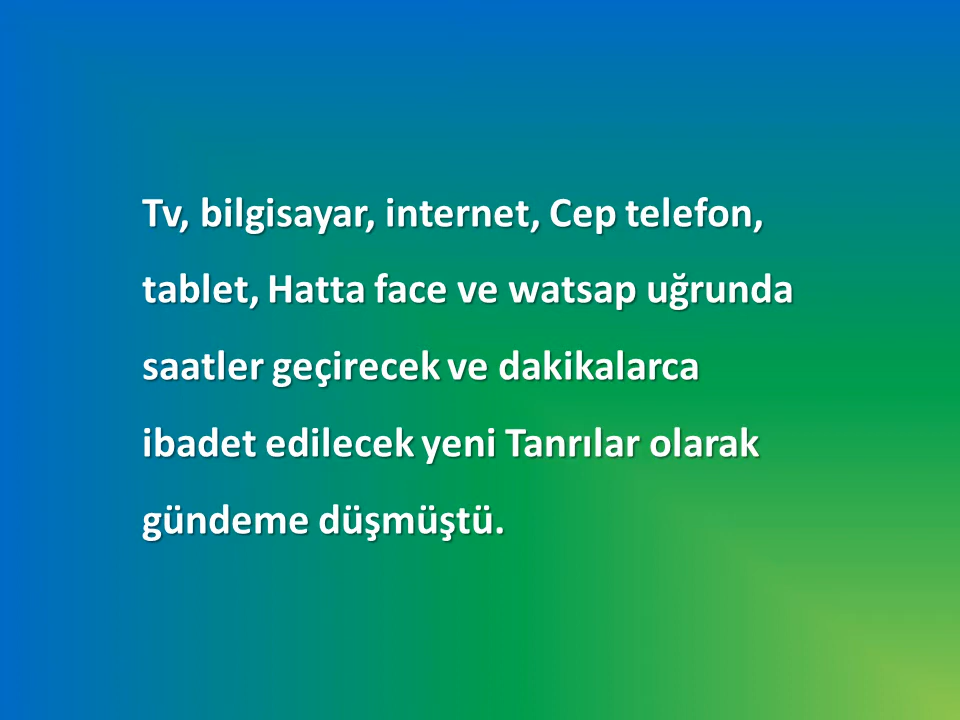 Tv, bilgisayar, internet, Cep telefon,
tablet, Hatta face ve watsap uğrunda
saatler geçirecek ve dakikalarca
ibadet edilecek yeni Tanrılar olarak
gündeme düşmüştü.